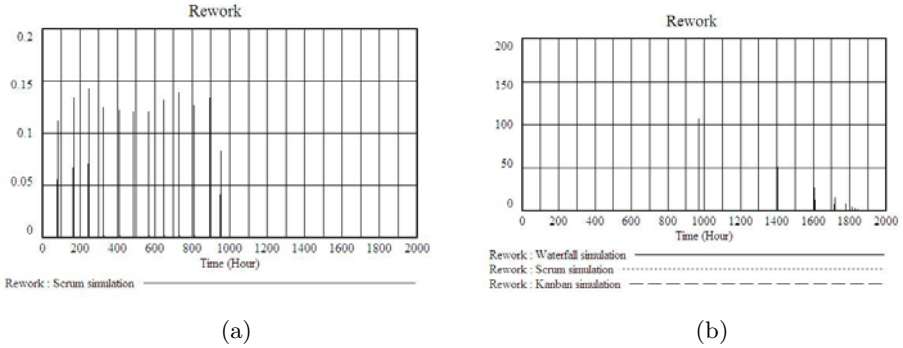 Rework
0.2
0.15
0.1
0.05
0
0 200 400 600 800 1000 1200 1400 1600 1800 2000
Time (Hour)
Rework : Scrum simulation
(a)
Rework
200
150
100
50
0
0 200 400 600 800 1000 1200 1400 1600 1800 2000
Time (Hour)
Rework : Waterfall simulation
Rework : Scrum simulation
Rework : Kanban simulation
(b)